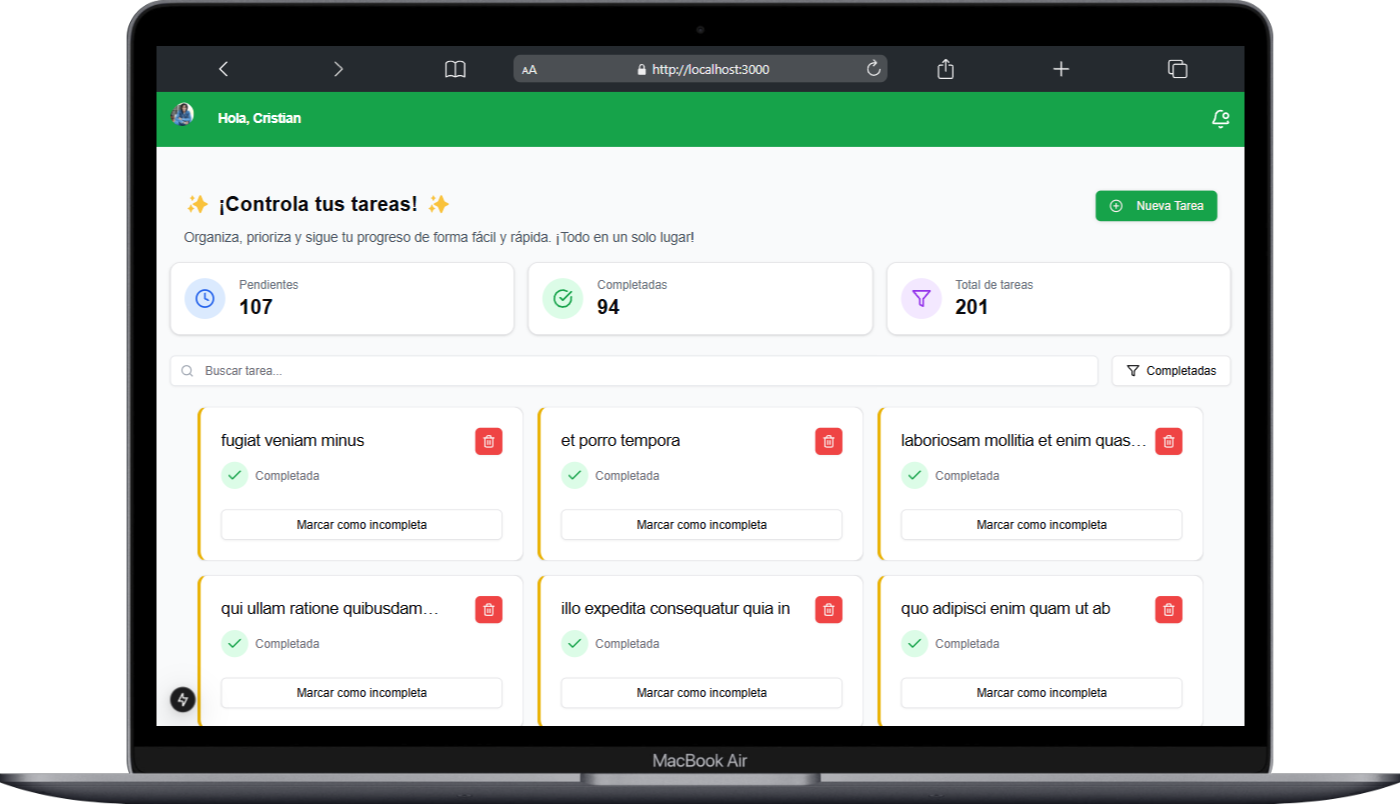 AA http://localhost:3000
Hola, Cristian
✨ ¡Controla tus tareas! ✨
Nueva Tarea
Organiza, prioriza y sigue tu progreso de forma fácil y rápida. ¡Todo en un solo lugar!
Pendientes
107
Completadas
94
Total de tareas
201
Buscar tarea...
Completadas
fugiat veniam minus
Completada
Marcar como incompleta
et porro tempora
Completada
Marcar como incompleta
laboriosam mollitia et enim quas...
Completada
Marcar como incompleta
qui ullam ratione quibusdam...
Completada
Marcar como incompleta
illo expedita consequatur quia in
Completada
Marcar como incompleta
quo adipisci enim quam ut ab
Completada
Marcar como incompleta
MacBook Air